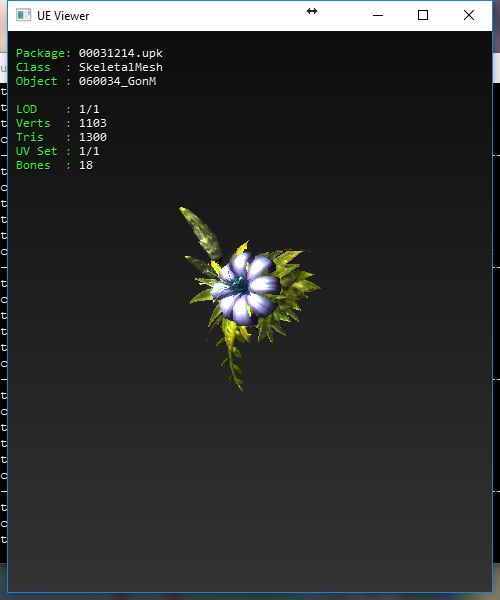 UE Viewer
Package: 00031214.upk
Class : SkeletalMesh
Object : 060034_GonM
LOD : 1/1
Verts : 1103
Tris : 1300
UV Set : 1/1
Bones : 18